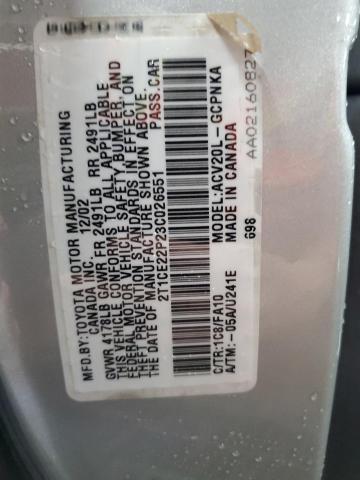 MFD.BY:TOYOTA MOTOR MANUFACTURING
CANADA INC. 12/02
GVWR 4178LB GAWR FR 2491LB RR 2491LB
THIS VEHICLE CONFORMS TO ALL APPLICABLE
FEDERAL MOTOR VEHICLE SAFETY, BUMPER, AND
THEFT PREVENTION STANDARDS IN EFFECT ON
THE DATE OF MANUFACTURE SHOWN ABOVE.
2T1CE22P23C026551 PASS.CAR
C/TR:1C8/FA10
A/TM:-05A/U241E
MODEL:ACV20L-GCPNKA
MADE IN CANADA
G98
AA02160827